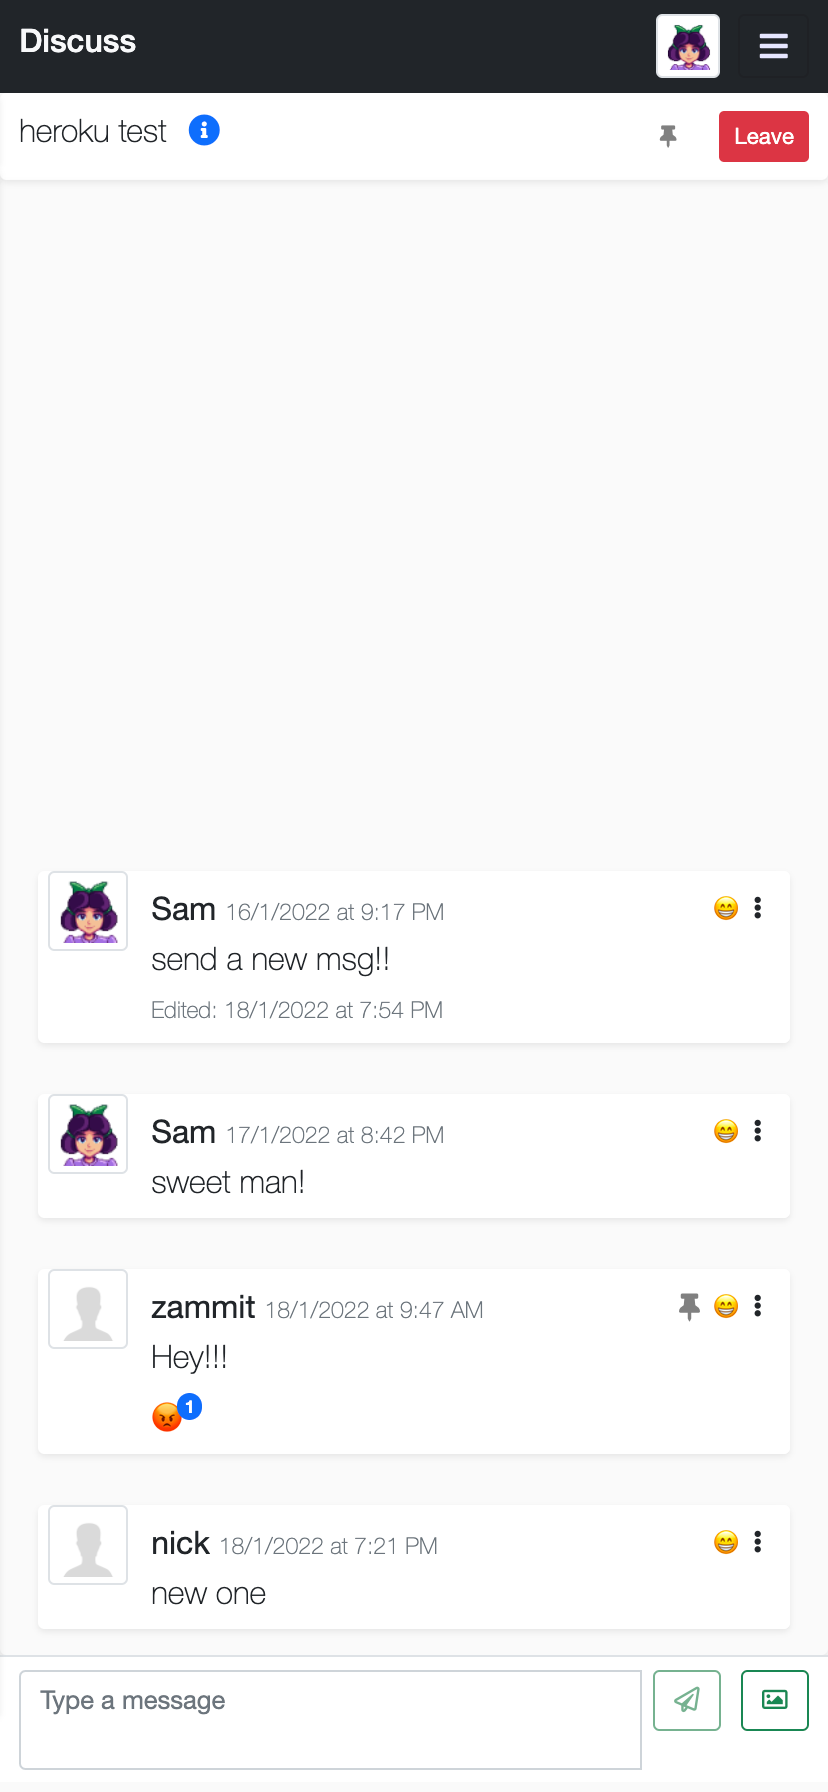 Discuss
heroku test
Leave
Sam 16/1/2022 at 9:17 PM
send a new msg!!
Edited: 18/1/2022 at 7:54 PM
Sam 17/1/2022 at 8:42 PM
sweet man!
zammit 18/1/2022 at 9:47 AM
Hey!!!
1
nick 18/1/2022 at 7:21 PM
new one
Type a message